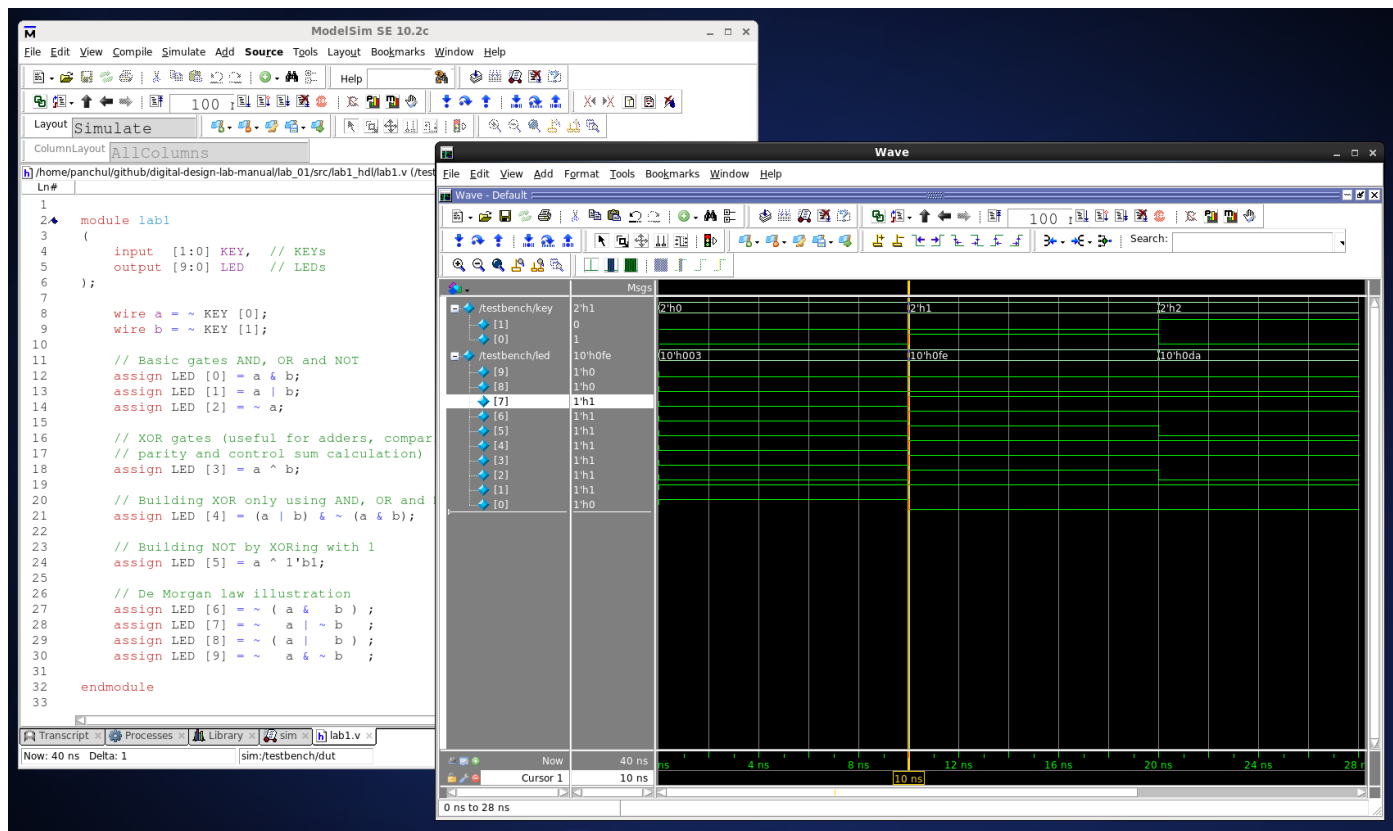 ModelSim SE 10.2c
File Edit View Compile Simulate Add Source Tools Layout Bookmarks Window Help
Help
100
Layout Simulate
ColumnLayout AllColumns
/home/panchul/github/digital-design-lab-manual/lab_01/src/lab1_hdl/lab1.v (/test
Ln#
1
2 module lab1
3 (
4 input [1:0] KEY, // KEYs
5 output [9:0] LED // LEDs
6 );
7
8 wire a = ~ KEY [0];
9 wire b = ~ KEY [1];
10
11 // Basic gates AND, OR and NOT
12 assign LED [0] = a & b;
13 assign LED [1] = a | b;
14 assign LED [2] = ~ a;
15
16 // XOR gates (useful for adders, compar
17 // parity and control sum calculation)
18 assign LED [3] = a ^ b;
19
20 // Building XOR only using AND, OR and
21 assign LED [4] = (a | b) & ~ (a & b);
22
23 // Building NOT by XORing with 1
24 assign LED [5] = a ^ 1'b1;
25
26 // De Morgan law illustration
27 assign LED [6] = ~ ( a & b ) ;
28 assign LED [7] = ~ a | ~ b ;
29 assign LED [8] = ~ ( a | b ) ;
30 assign LED [9] = ~ a & ~ b ;
31
32 endmodule
33
Transcript Processes Library sim lab1.v
Now: 40 ns Delta: 1 sim:/testbench/dut
Wave
File Edit View Add Format Tools Bookmarks Window Help
Wave - Default
100
Search:
Msgs
/testbench/key 2'h1 2'h0 2'h1 2'h2
[1] 0
[0] 1
/testbench/led 10'h0fe 10'h003 10'h0fe 10'h0da
[9] 1'h0
[8] 1'h0
[7] 1'h1
[6] 1'h1
[5] 1'h1
[4] 1'h1
[3] 1'h1
[2] 1'h1
[1] 1'h1
[0] 1'h0
Now 40 ns ns 4 ns 8 ns 12 ns 16 ns 20 ns 24 ns 28
Cursor 1 10 ns 10 ns
0 ns to 28 ns